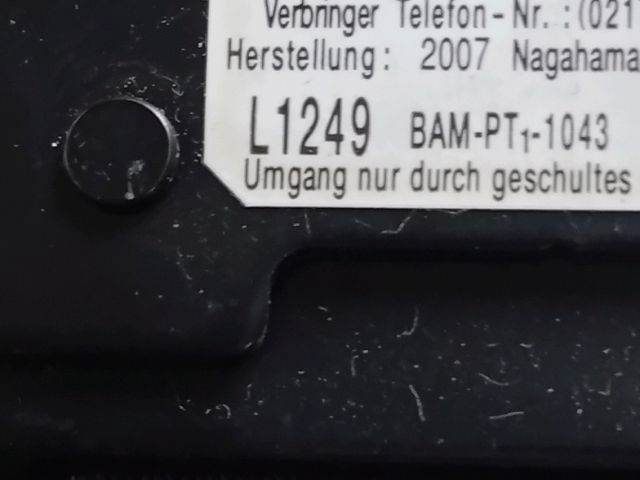 Verbringer Telefon-Nr.:(021
Herstellung: 2007 Nagahama
L1249 BAM-PT₁-1043
Umgang nur durch geschultes